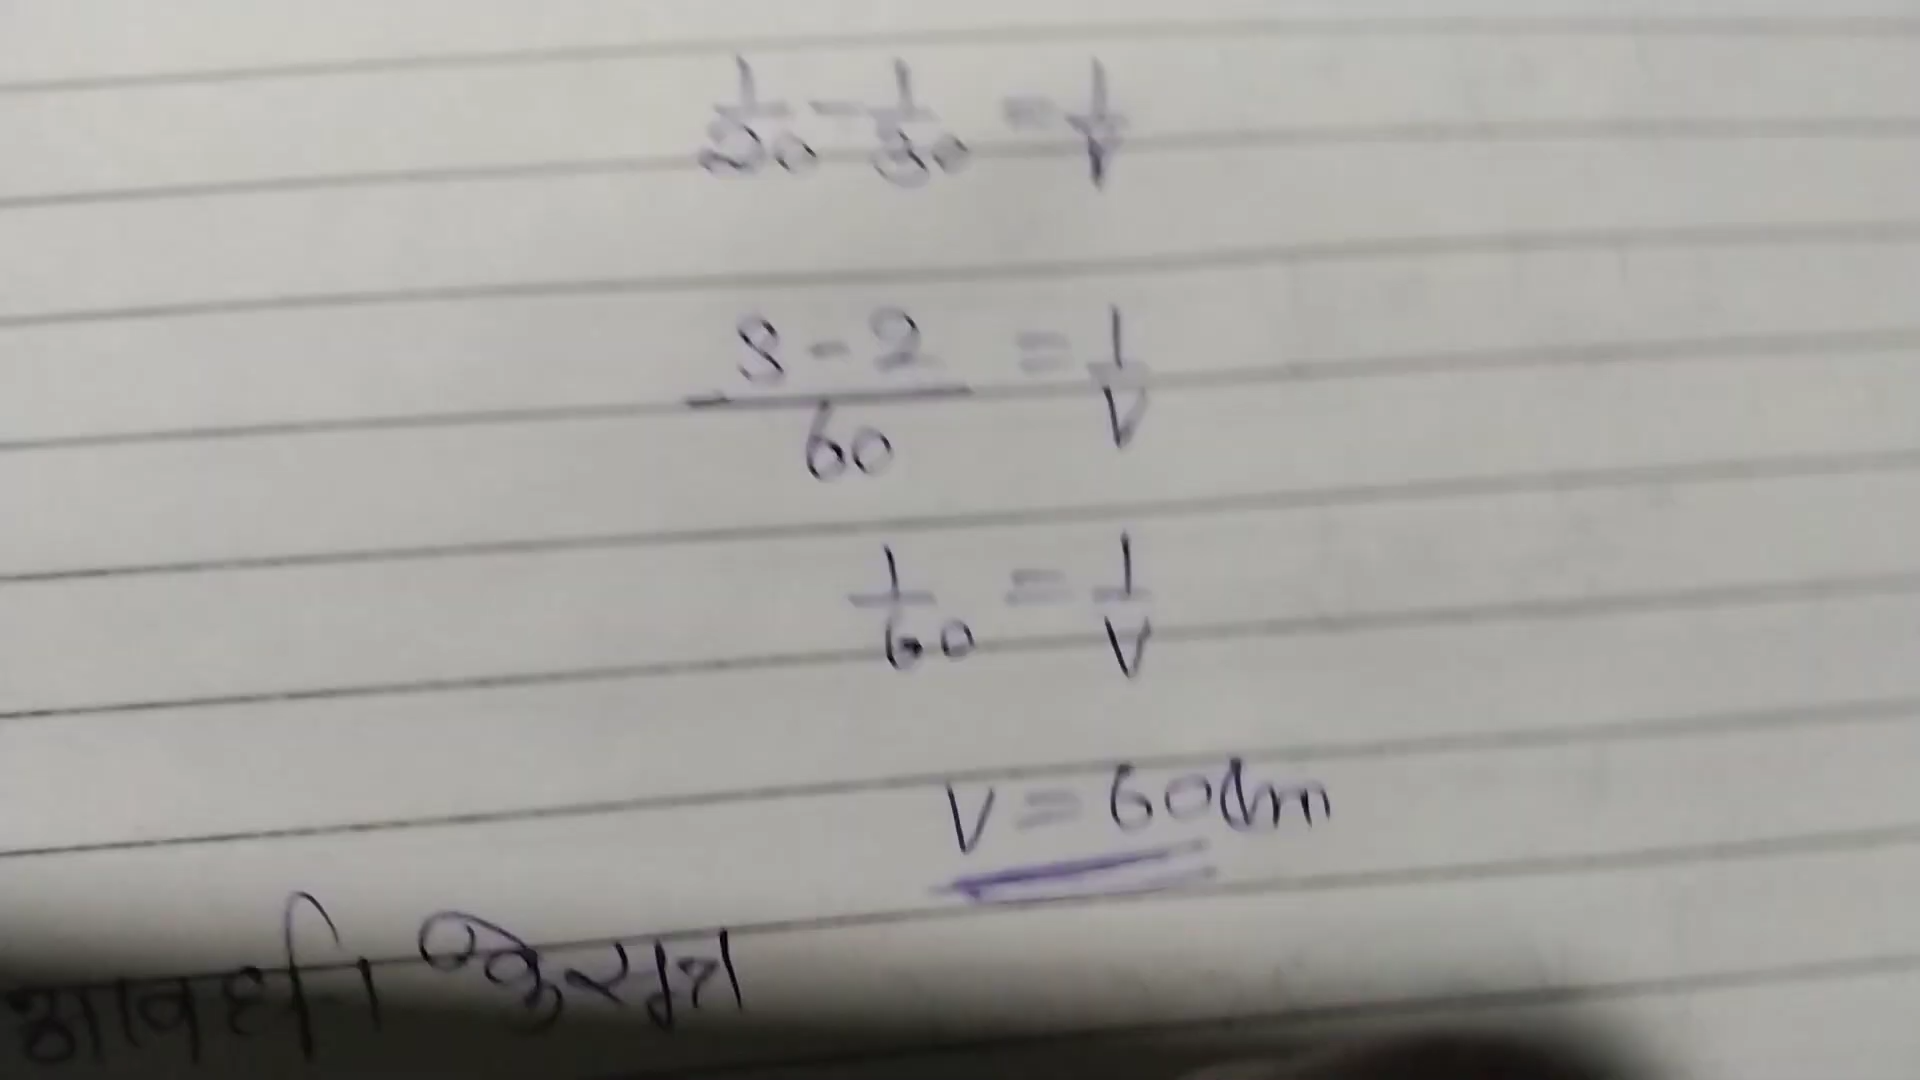 1/20 - 1/30 = 1/V
3 - 2/60 = 1/V
1/60 = 1/V
V = 60cm
आवर्धन के सूत्र